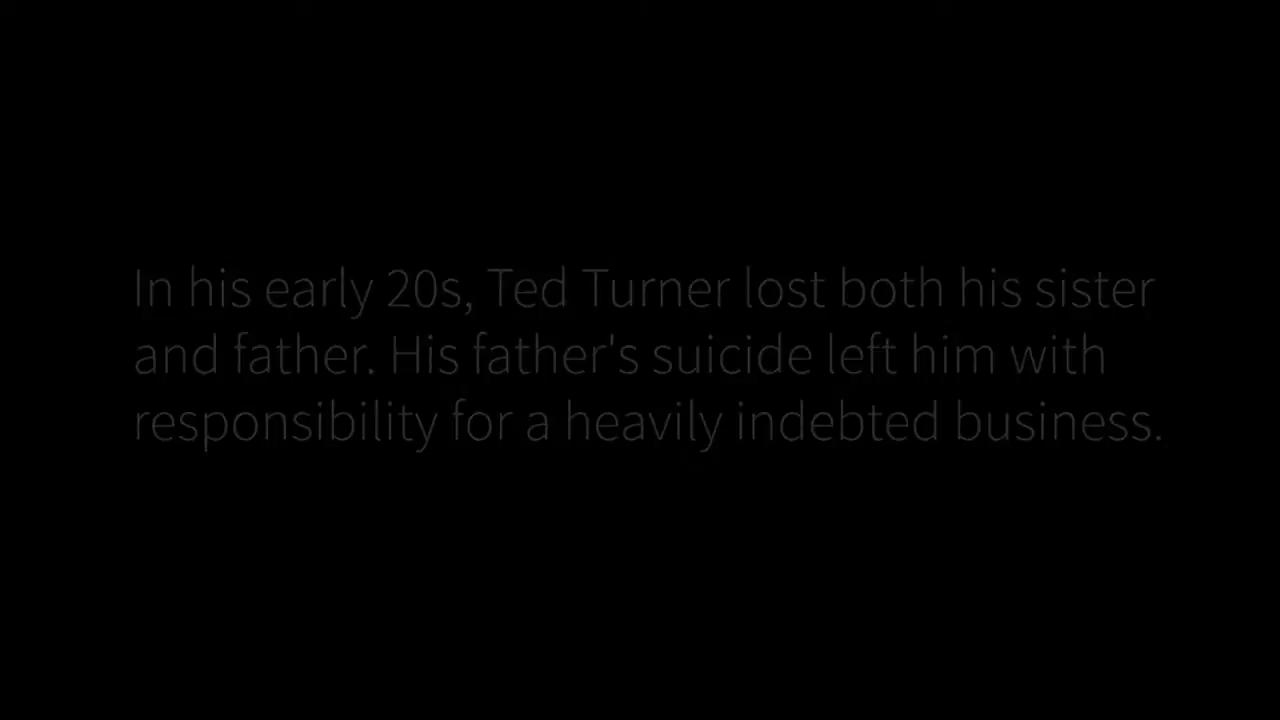 In his early 20s, Ted Turner lost both his sister
and father. His father's suicide left him with
responsibility for a heavily indebted business.